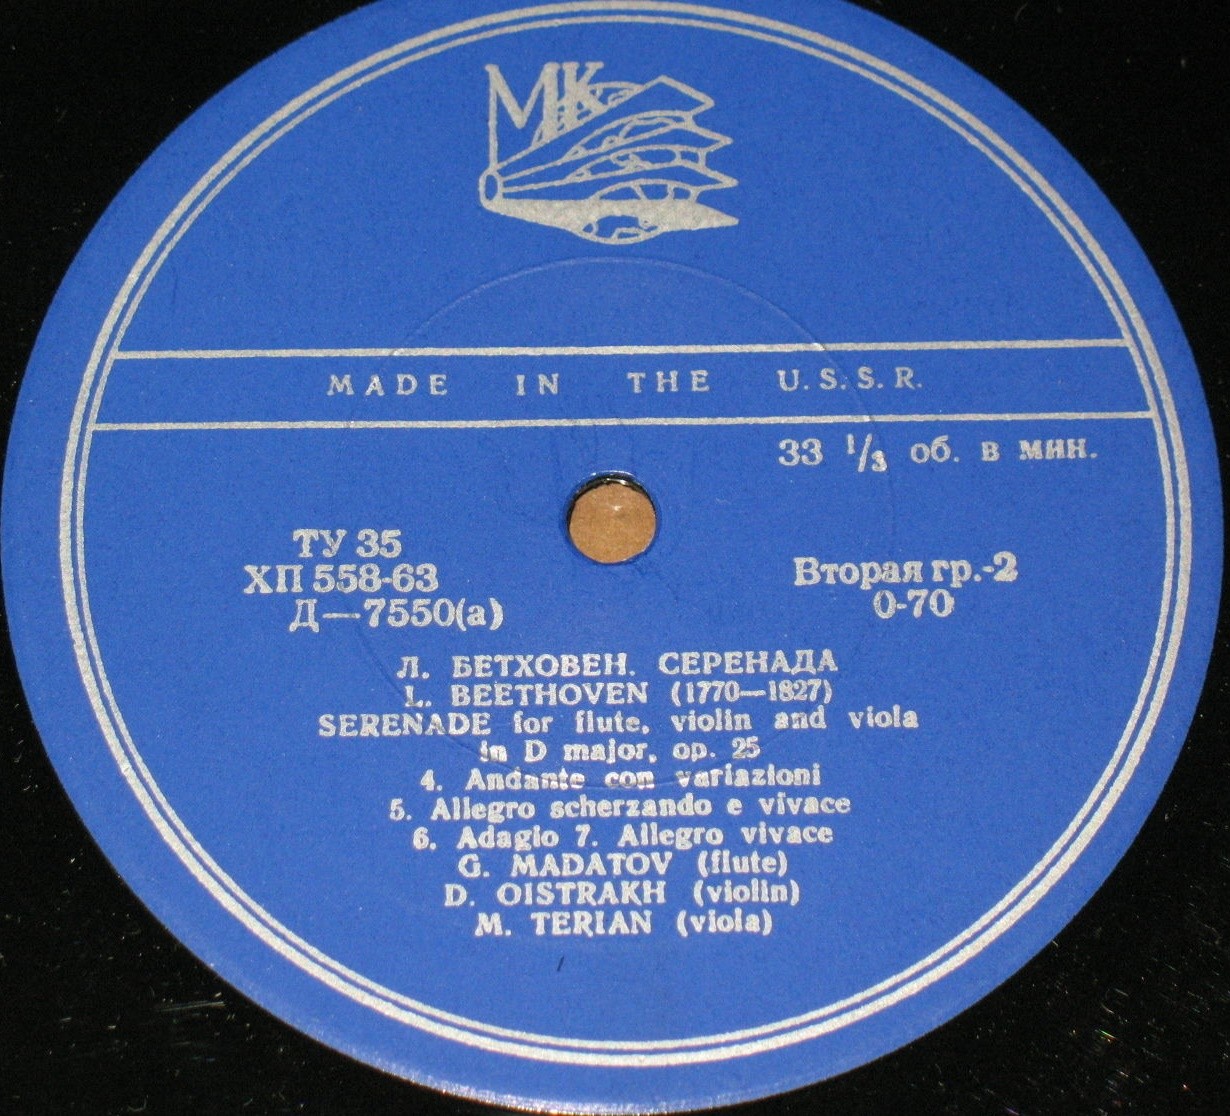 МК
MADE IN THE U.S.S.R.
33 1/3 об. в мин.
ТУ 35
ХП 558-63
Д—7550(а)
Вторая гр.-2
0-70
Л. БЕТХОВЕН. СЕРЕНАДА
L. BEETHOVEN (1770—1827)
SERENADE for flute, violin and viola
in D major, op. 25
4. Andante con variazioni
5. Allegro scherzando e vivace
6. Adagio 7. Allegro vivace
G. MADATOV (flute)
D. OISTRAKH (violin)
M. TERIAN (viola)